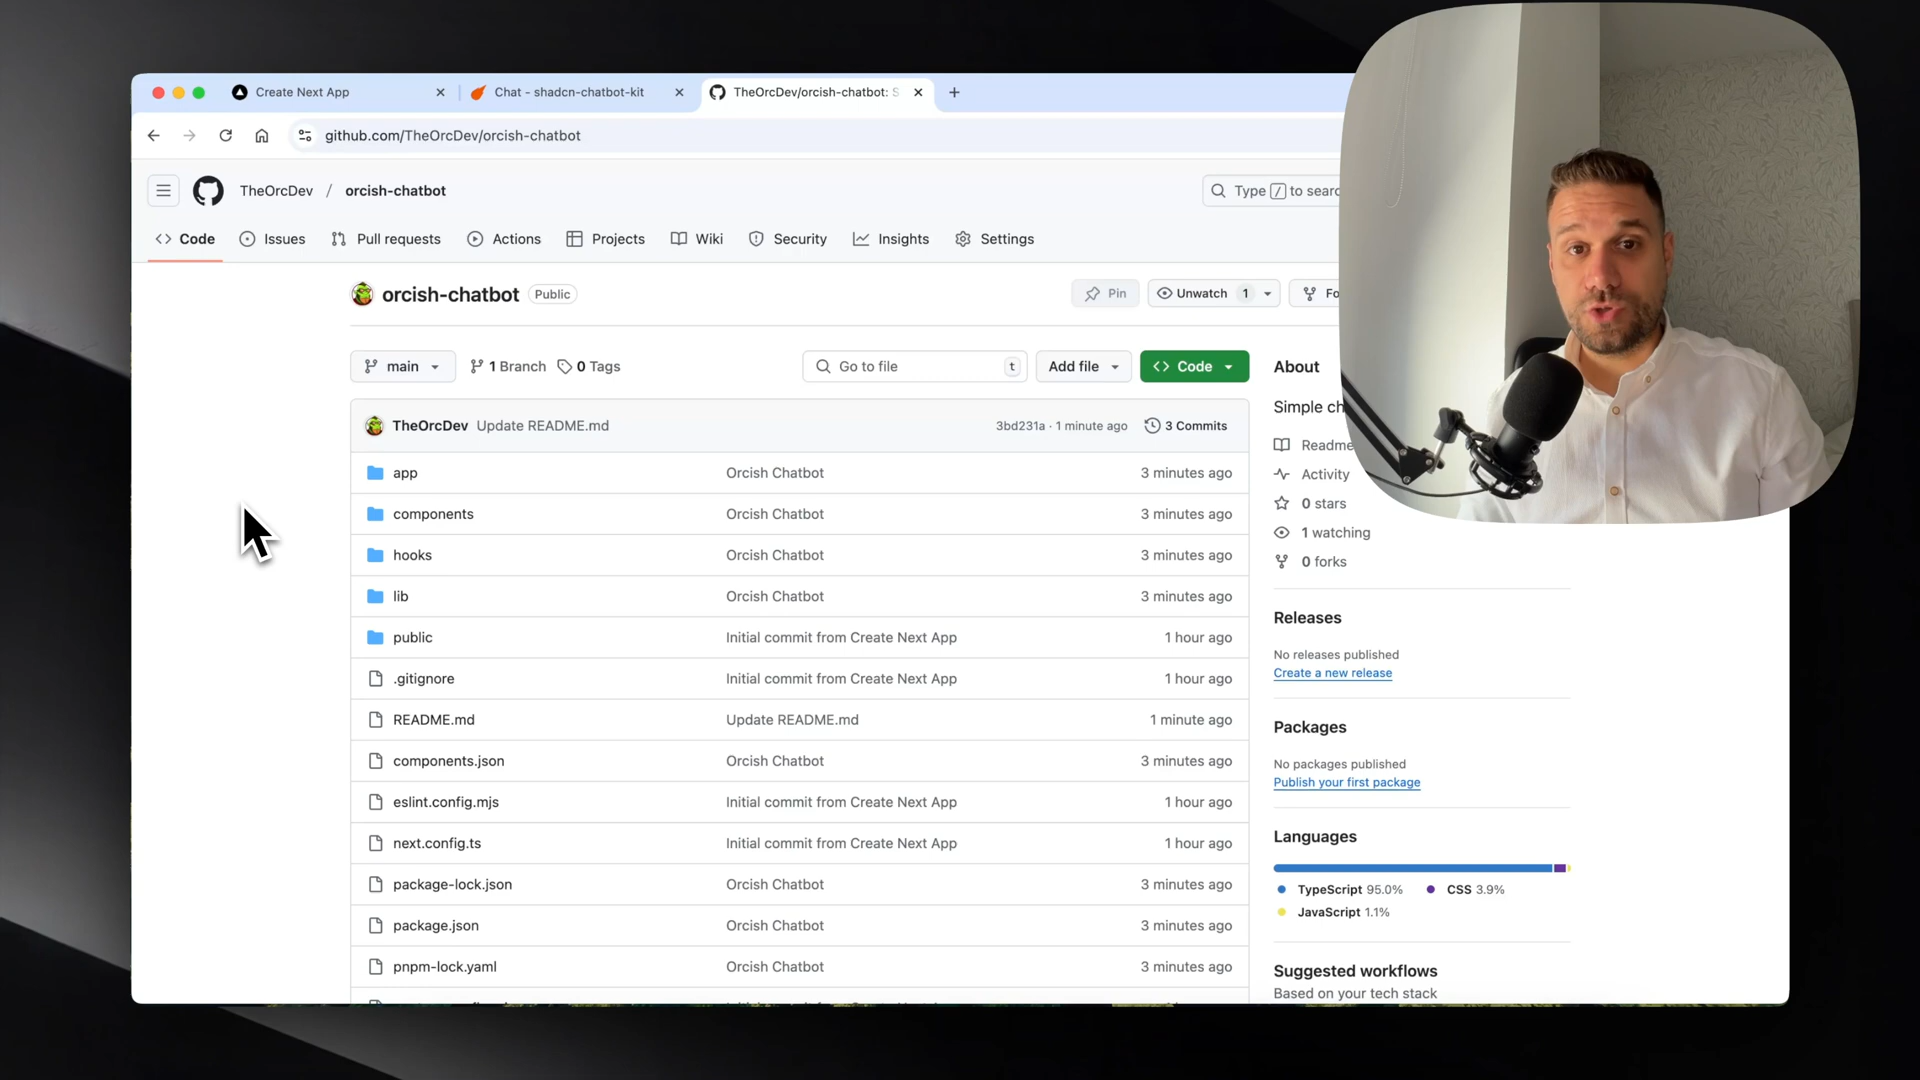 Create Next App
Chat - shadcn-chatbot-kit
TheOrcDev/orcish-chatbot: S
github.com/TheOrcDev/orcish-chatbot
TheOrcDev / orcish-chatbot
Type / to searc
Code
Issues
Pull requests
Actions
Projects
Wiki
Security
Insights
Settings
orcish-chatbot Public
Pin
Unwatch 1
Fo
main
1 Branch
0 Tags
Go to file t
Add file
Code
TheOrcDev Update README.md 3bd231a · 1 minute ago 3 Commits
app Orcish Chatbot 3 minutes ago
components Orcish Chatbot 3 minutes ago
hooks Orcish Chatbot 3 minutes ago
lib Orcish Chatbot 3 minutes ago
public Initial commit from Create Next App 1 hour ago
.gitignore Initial commit from Create Next App 1 hour ago
README.md Update README.md 1 minute ago
components.json Orcish Chatbot 3 minutes ago
eslint.config.mjs Initial commit from Create Next App 1 hour ago
next.config.ts Initial commit from Create Next App 1 hour ago
package-lock.json Orcish Chatbot 3 minutes ago
package.json Orcish Chatbot 3 minutes ago
pnpm-lock.yaml Orcish Chatbot 3 minutes ago
About
Simple ch
Readme
Activity
0 stars
1 watching
0 forks
Releases
No releases published
Create a new release
Packages
No packages published
Publish your first package
Languages
TypeScript 95.0% CSS 3.9%
JavaScript 1.1%
Suggested workflows
Based on your tech stack